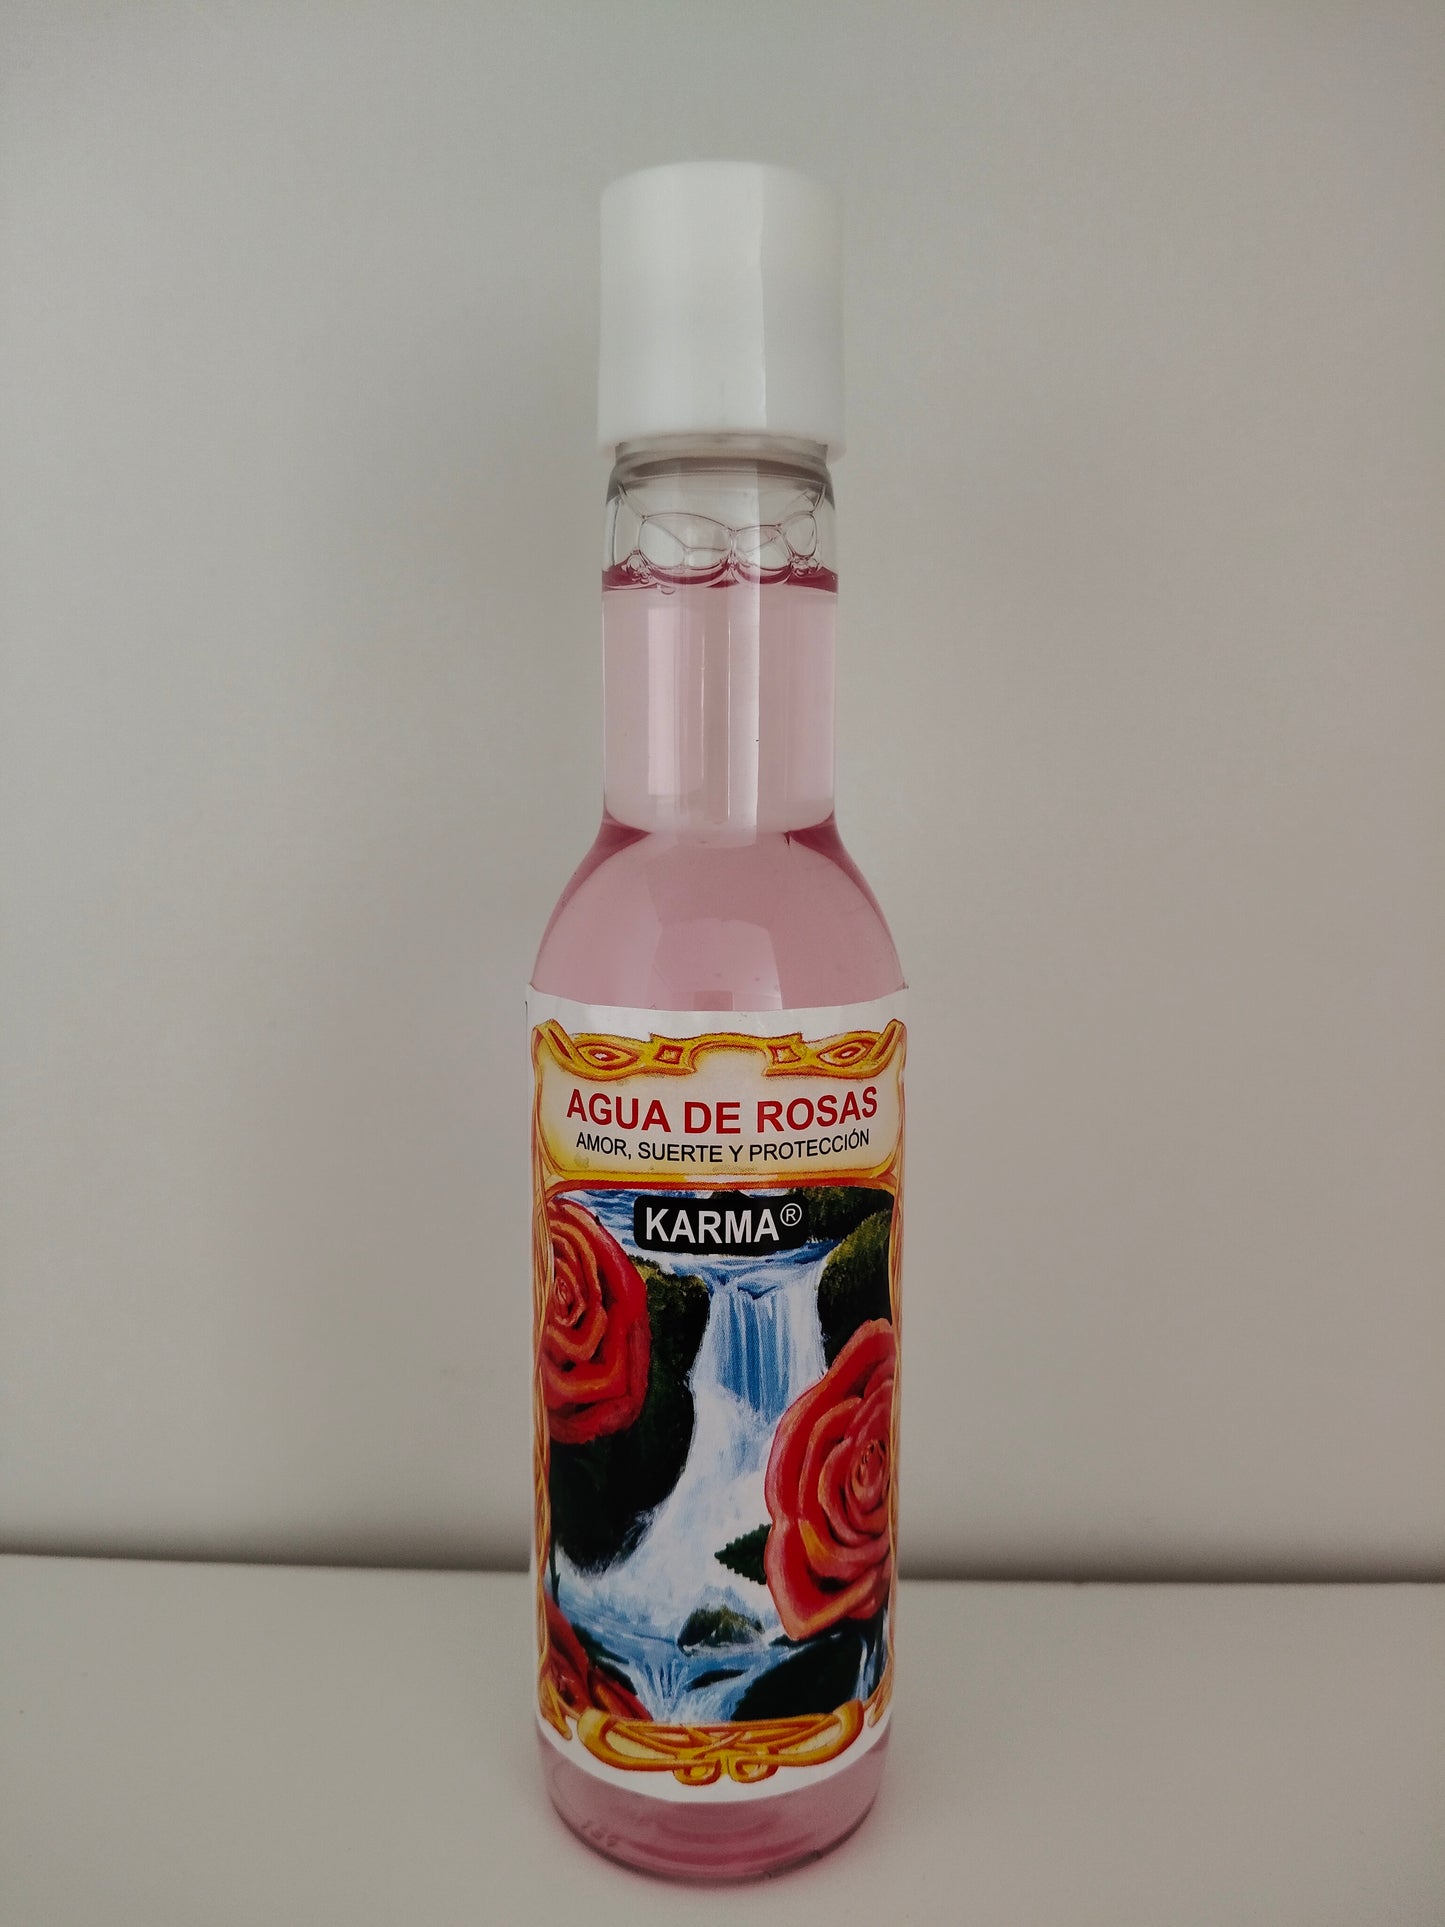 AGUA DE ROSAS
AMOR, SUERTE Y PROTECCIÓN
KARMA®